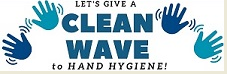 LET'S GIVE A
CLEAN
WAVE
to HAND HYGIENE!